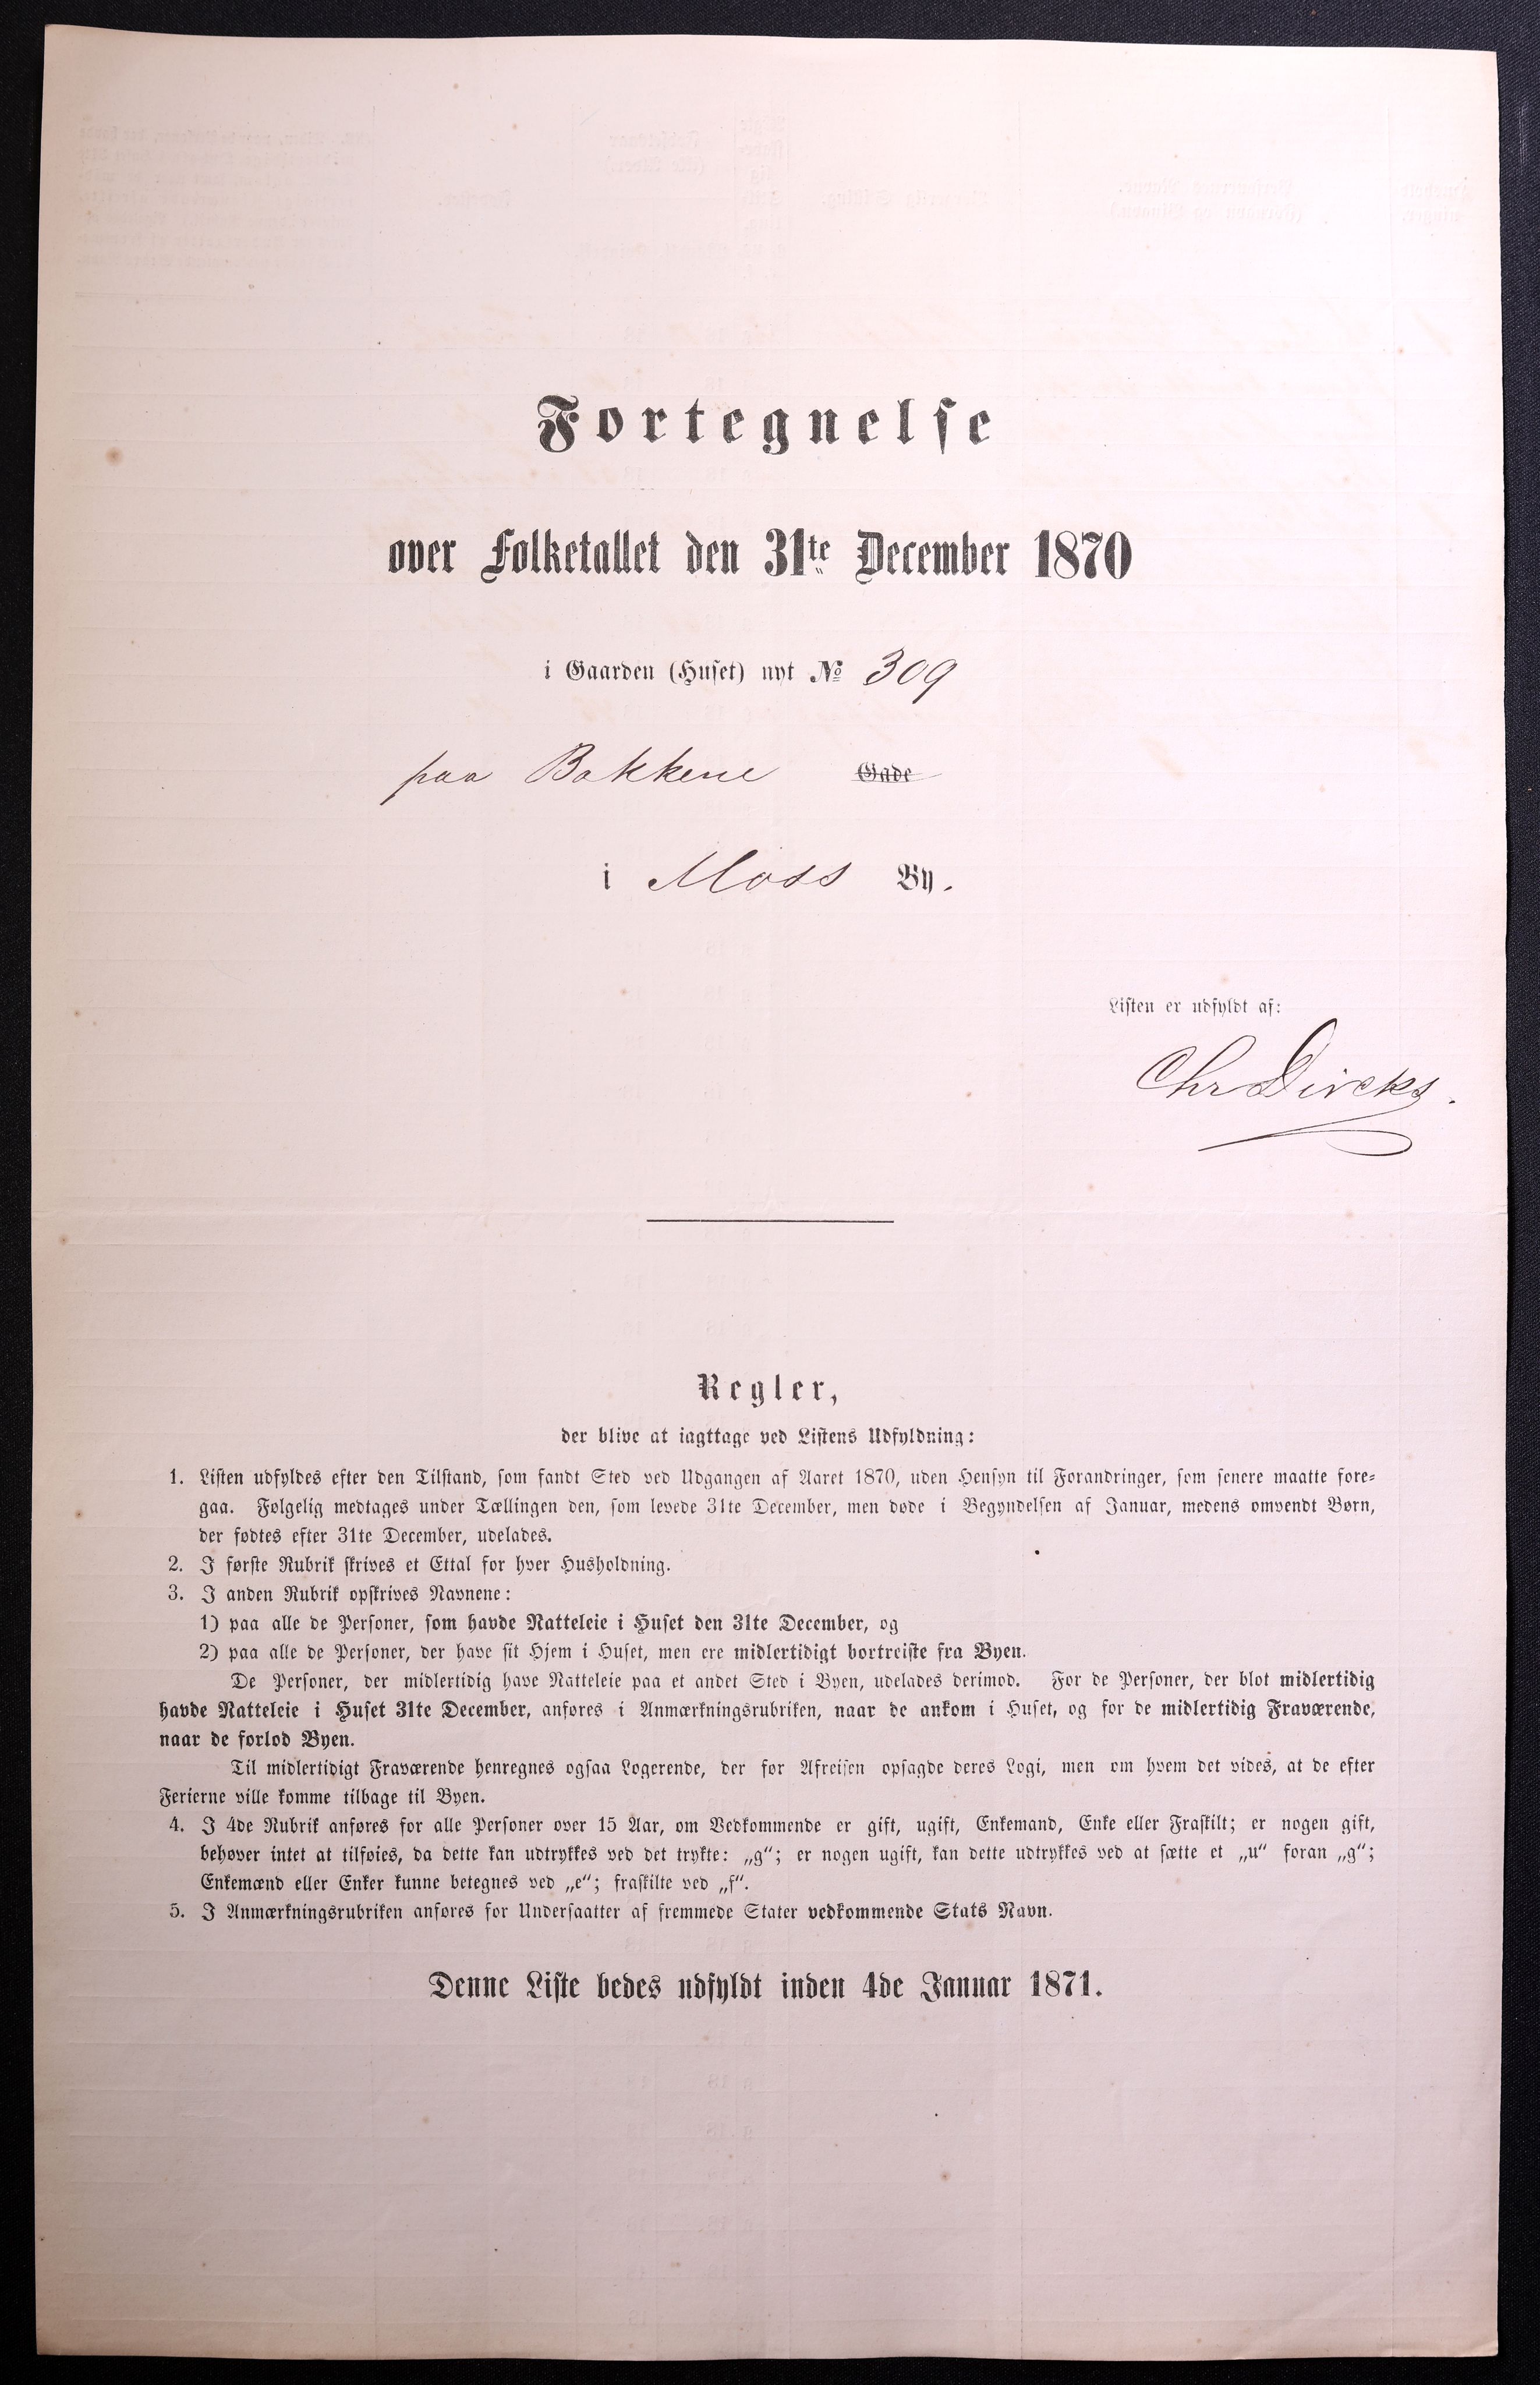 Fortegnelse
over Folketallet den 31te December 1870
i Gaarden (Huset) nyt No 309
paa Bakkene Gade
i Moss By.
Listen er udfyldt af:
Chr Dircks.
Regler,
der blive at iagttage ved Listens Udfyldning:
1. Listen udfyldes efter den Tilstand, som fandt Sted ved Udgangen af Aaret 1870, uden Hensyn til Forandringer, som senere maatte fore-
gaa. Følgelig medtages under Tællingen den, som levede 31te December, men døde i Begyndelsen af Januar, medens omvendt Børn,
der fødtes efter 31te December, udelades.
2. I første Rubrik skrives et Ettal for hver Husholdning.
3. I anden Rubrik opskrives Navnene:
1) paa alle de Personer, som havde Natteleie i Huset den 31te December, og
2) paa alle de Personer, der have sit Hjem i Huset, men ere midlertidigt bortreiste fra Byen.
De Personer, der midlertidig have Natteleie paa et andet Sted i Byen, udelades derimod. For de Personer, der blot midlertidig
havde Natteleie i Huset 31te December, anføres i Anmærkningsrubriken, naar de ankom i Huset, og for de midlertidig Fraværende,
naar de forlod Byen.
Til midlertidigt Fraværende henregnes ogsaa Logerende, der før Afreisen opsagde deres Logi, men om hvem det vides, at de efter
Ferierne ville komme tilbage til Byen.
4. I 4de Rubrik anføres for alle Personer over 15 Aar, om Vedkommende er gift, ugift, Enkemand, Enke eller Fraskilt; er nogen gift,
behøver intet at tilføies, da dette kan udtrykkes ved det trykte: „g“; er nogen ugift, kan dette udtrykkes ved at sætte et „u“ foran „g“;
Enkemænd eller Enker kunne betegnes ved „e“; fraskilte ved „f“.
5. I Anmærkningsrubriken anføres for Undersaatter af fremmede Stater vedkommende Stats Navn.
Denne Liste bedes udfyldt inden 4de Januar 1871.